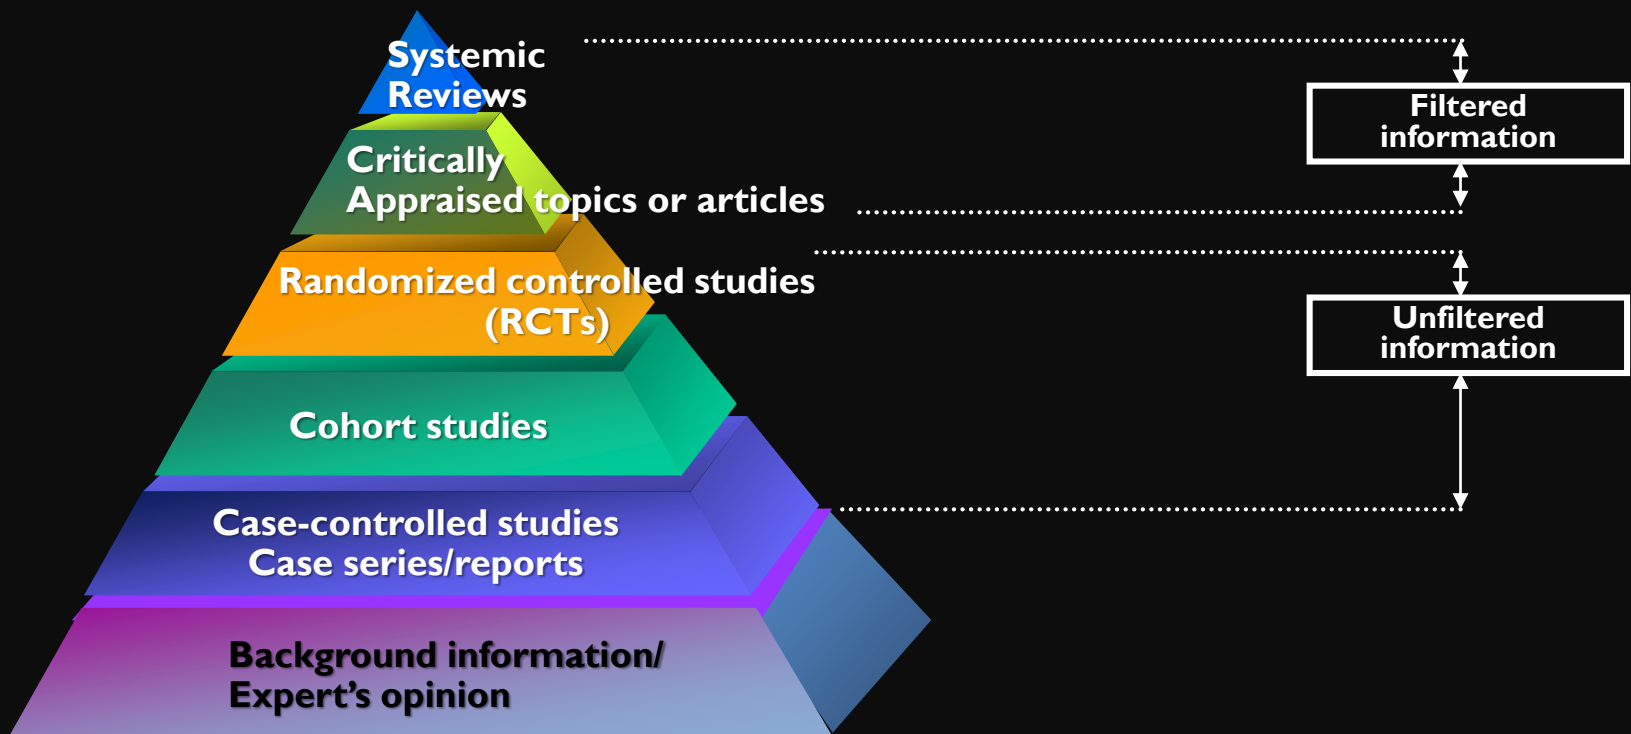 Systemic
Reviews
Critically
Appraised topics or articles
Randomized controlled studies
(RCTs)
Cohort studies
Case-controlled studies
Case series/reports
Background information/
Expert’s opinion
Filtered
information
Unfiltered
information